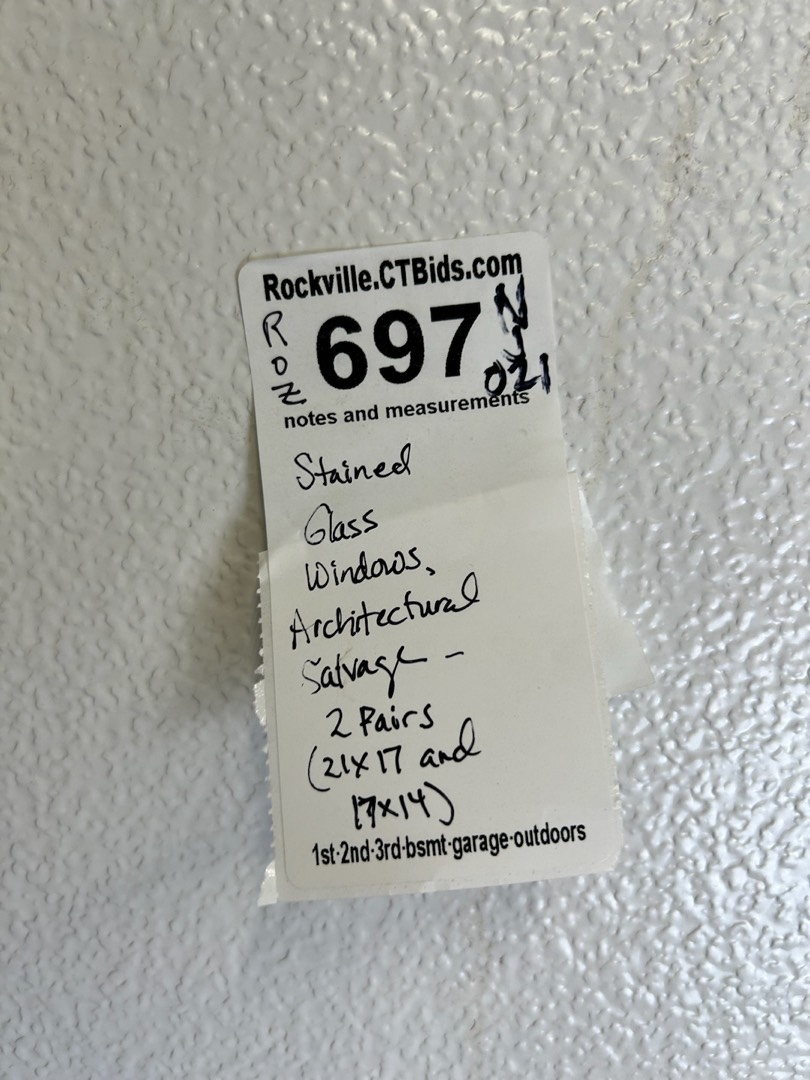 Rockville.CTBids.com
ROZ 697
021
notes and measurements
Stained
Glass
Windows,
Architectural
Salvage -
2 Pairs
(21x17 and
17x14)
1st-2nd-3rd-bsmt-garage-outdoors